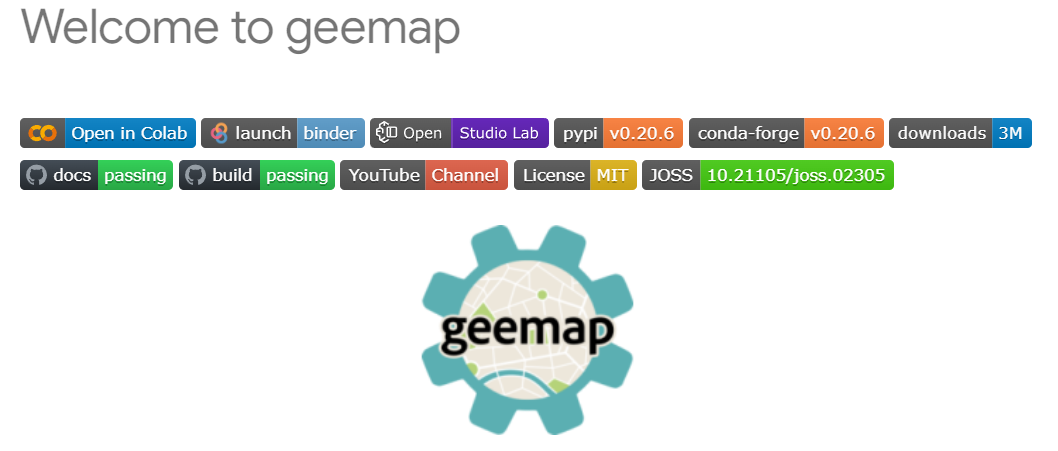 Welcome to geemap
Open in Colab launch binder Open Studio Lab pypi v0.20.6 conda-forge v0.20.6 downloads 3M
docs passing build passing YouTube Channel License MIT JOSS 10.21105/joss.02305
geemap